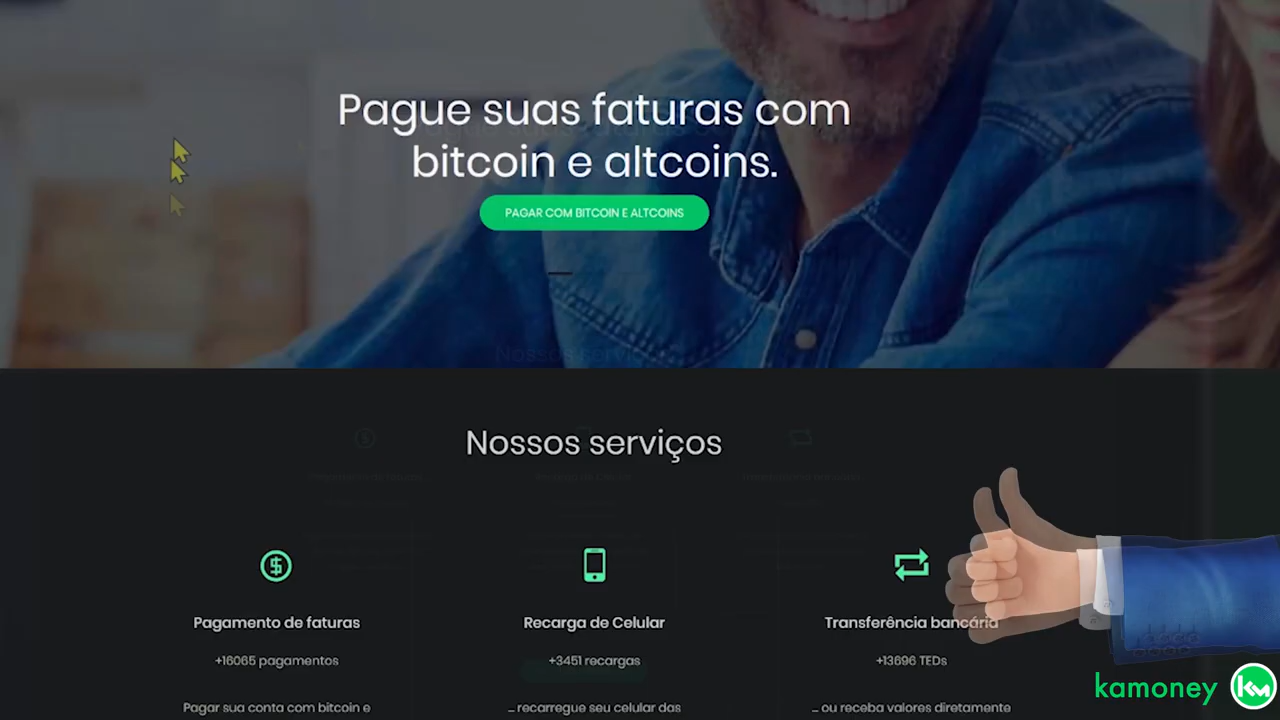 Pague suas faturas com
bitcoin e altcoins.
PAGAR COM BITCOIN E ALTCOINS
Nossos serviços
Pagamento de faturas
+16065 pagamentos
Pagar sua conta com bitcoin e
Recarga de Celular
+3451 recargas
... recarregue seu celular das
Transferência bancária
+13696 TEDs
... ou receba valores diretamente
kamoney